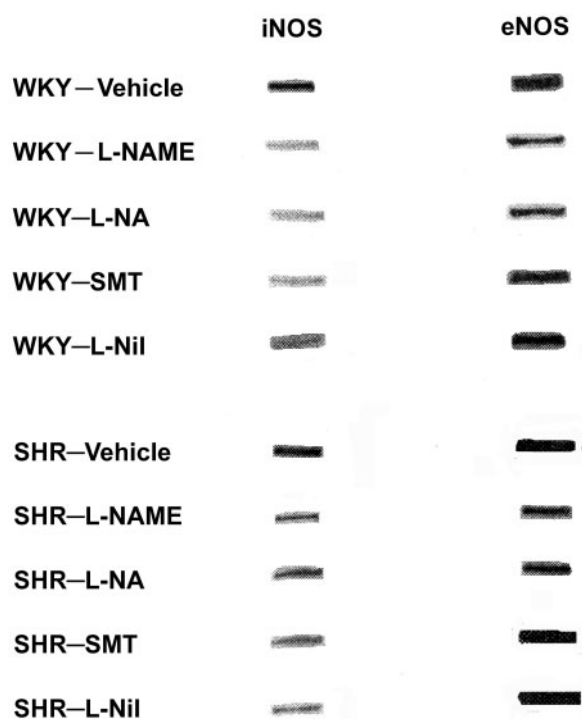 iNOS eNOS
WKY—Vehicle
WKY—L-NAME
WKY—L-NA
WKY—SMT
WKY—L-Nil
SHR—Vehicle
SHR—L-NAME
SHR—L-NA
SHR—SMT
SHR—L-Nil